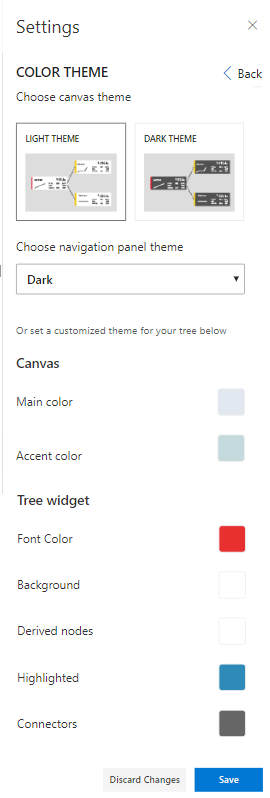 Settings
COLOR THEME
Back
Choose canvas theme
LIGHT THEME
DARK THEME
Choose navigation panel theme
Dark
Or set a customized theme for your tree below
Canvas
Main color
Accent color
Tree widget
Font Color
Background
Derived nodes
Highlighted
Connectors
Discard Changes
Save